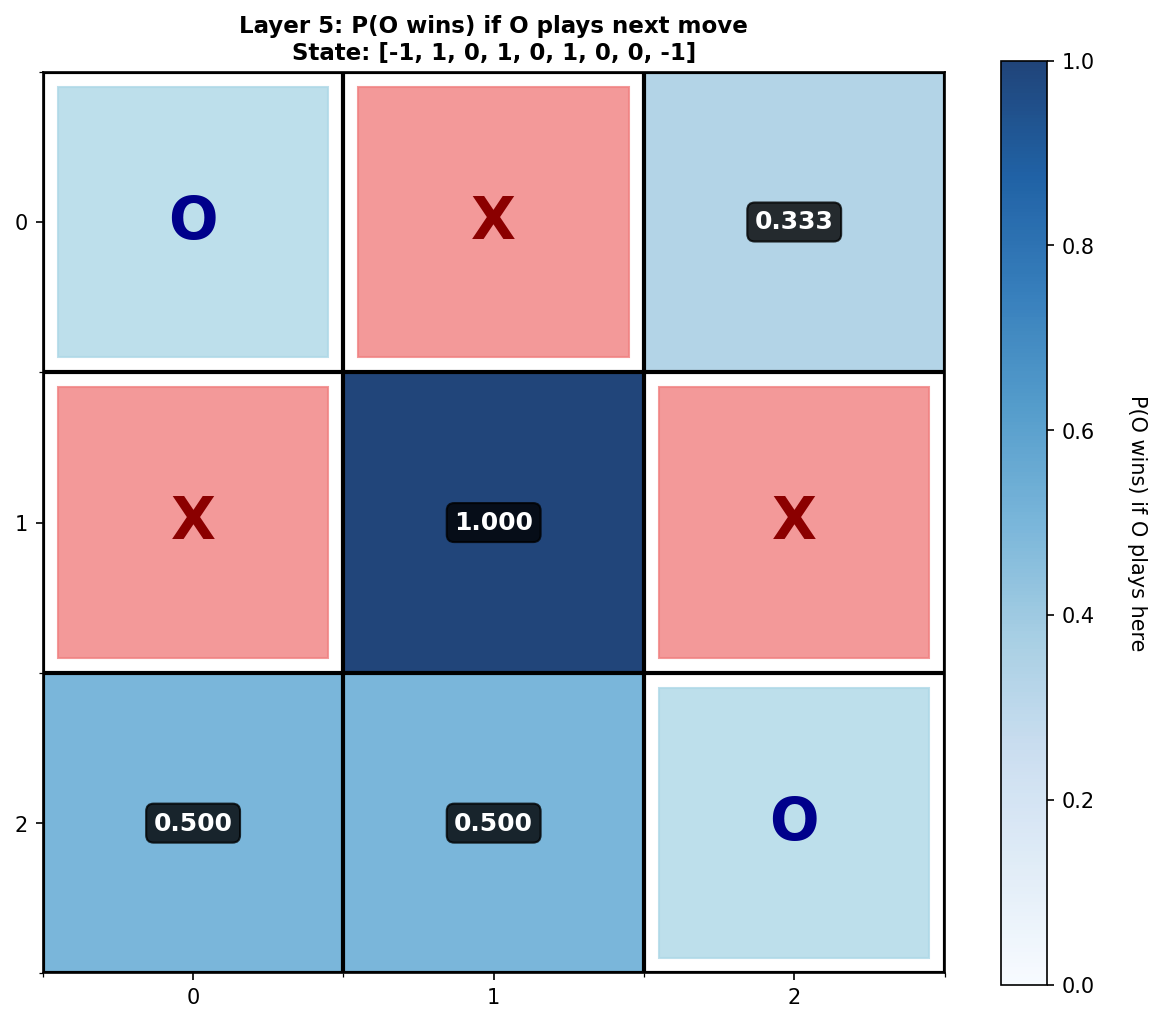 Layer 5: P(O wins) if O plays next move
State: [-1, 1, 0, 1, 0, 1, 0, 0, -1]
0
O
X
0.333
1
X
1.000
X
2
0.500
0.500
O
0
1
2
1.0
0.8
0.6
0.4
0.2
0.0
P(O wins) if O plays here